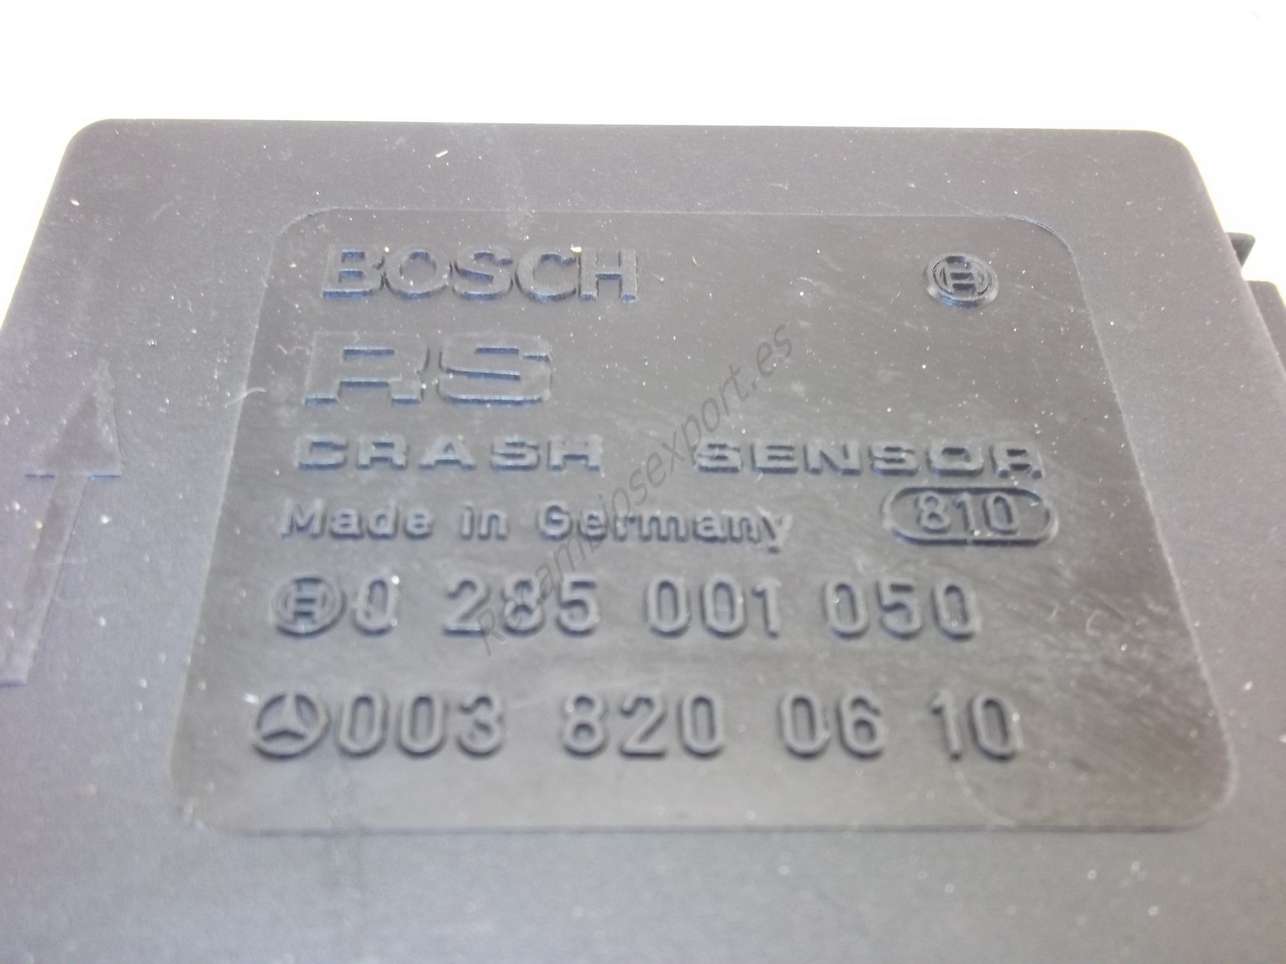 BOSCH
RS
CRASH SENSOR
Made in Germany 810
0 285 001 050
003 820 06 10
Recambiosexport.es